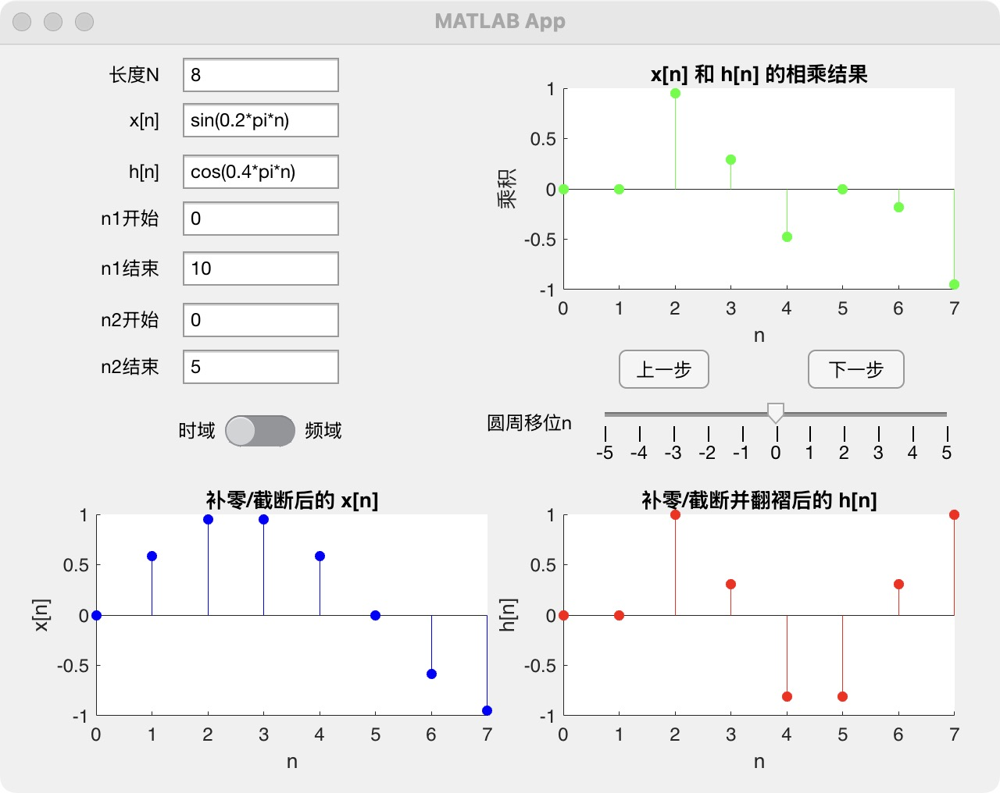 MATLAB App
长度N
8
x[n]
sin(0.2*pi*n)
h[n]
cos(0.4*pi*n)
n1开始
0
n1结束
10
n2开始
0
n2结束
5
时域
频域
x[n] 和 h[n] 的相乘结果
1
0.5
0
-0.5
-1
乘积
0 1 2 3 4 5 6 7
n
上一步
下一步
圆周移位n
-5 -4 -3 -2 -1 0 1 2 3 4 5
补零/截断后的 x[n]
1
0.5
0
-0.5
-1
x[n]
0 1 2 3 4 5 6 7
n
补零/截断并翻褶后的 h[n]
1
0.5
0
-0.5
-1
h[n]
0 1 2 3 4 5 6 7
n